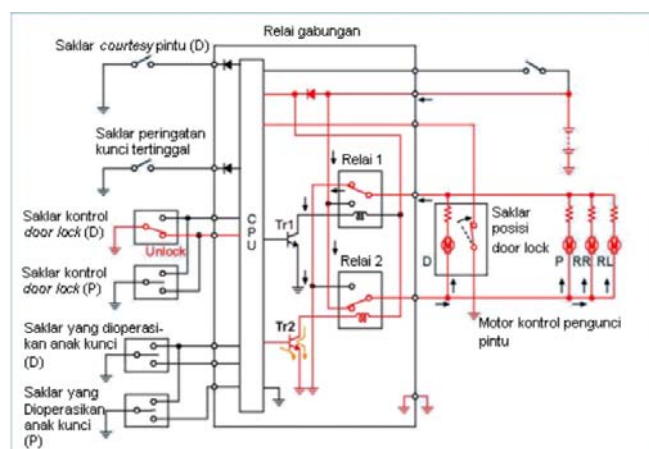 Relai gabungan
Saklar courtesy pintu (D)
Saklar peringatan
kunci tertinggal
Relai 1
Saklar kontrol
door lock (D)
Unlock
C
P
U
Tr1
Saklar
posisi
door lock
D
P
RR
RL
Saklar kontrol
door lock (P)
Relai 2
Motor kontrol pengunci
pintu
Saklar yang dioperasi-
kan anak kunci
(D)
Tr2
Saklar yang
Dioperasikan
anak kunci
(P)